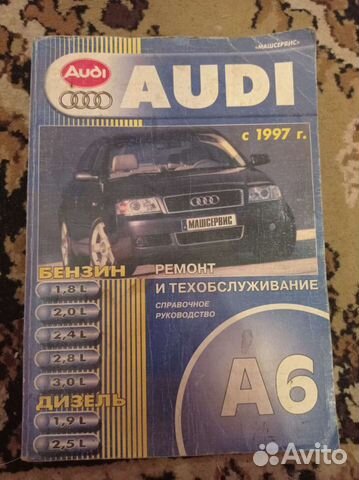 «МАШСЕРВИС»
Audi
AUDI
с 1997 г.
МАШСЕРВИС
БЕНЗИН
1,8 L
2,0 L
2,4 L
2,8 L
3,0 L
ДИЗЕЛЬ
1,9 L
2,5 L
РЕМОНТ
И ТЕХОБСЛУЖИВАНИЕ
СПРАВОЧНОЕ
РУКОВОДСТВО
A6
Avito